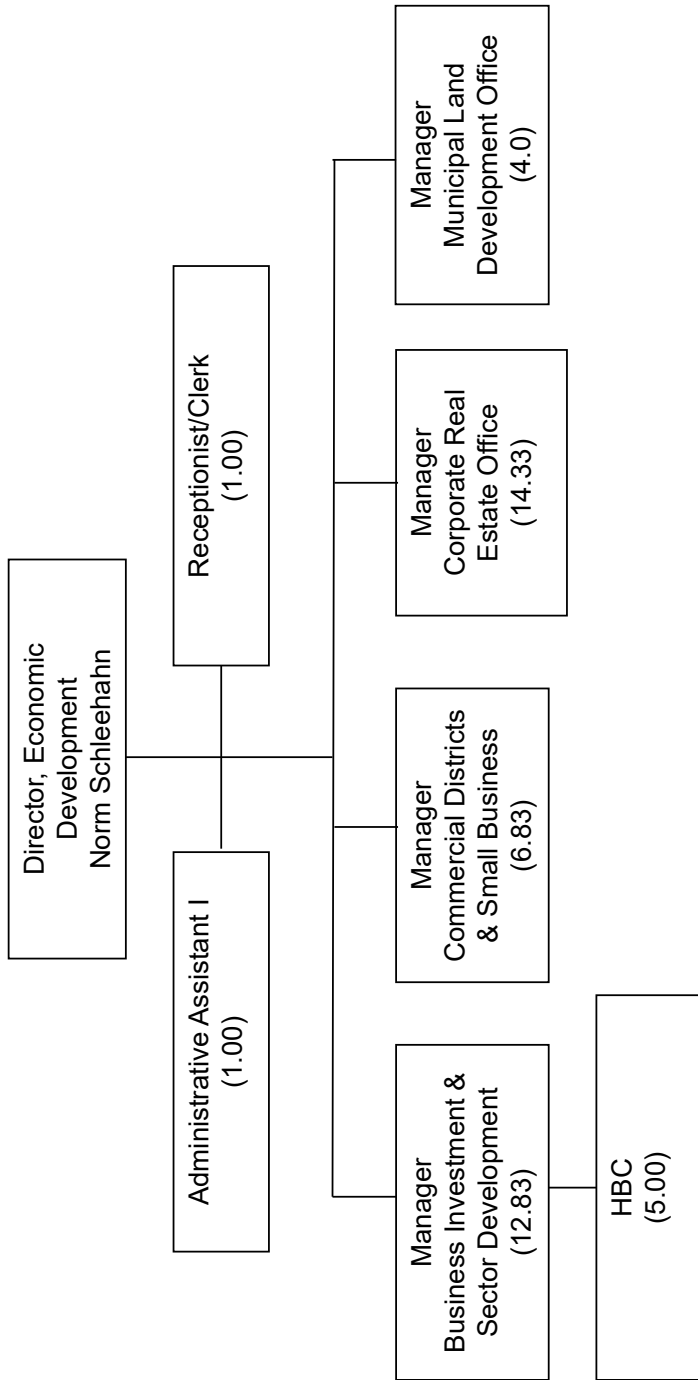 Director, Economic
Development
Norm Schleehahn
Administrative Assistant I
(1.00)
Receptionist/Clerk
(1.00)
Manager
Business Investment &
Sector Development
(12.83)
Manager
Commercial Districts
& Small Business
(6.83)
Manager
Corporate Real
Estate Office
(14.33)
Manager
Municipal Land
Development Office
(4.0)
HBC
(5.00)